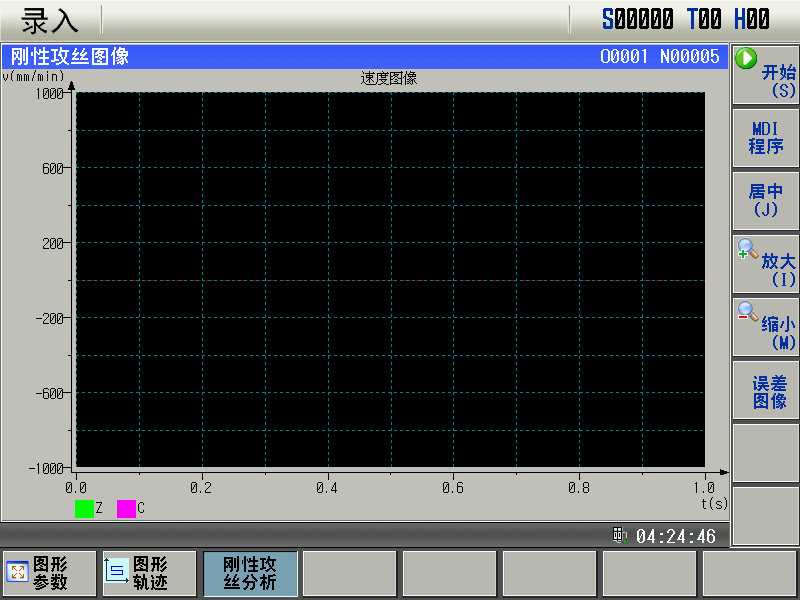 录入
S00000 T00 H00
刚性攻丝图像
O0001 N00005
v(mm/min)
速度图像
1000
600
200
-200
-600
-1000
0.0 0.2 0.4 0.6 0.8 1.0
t(s)
Z C
开始
(S)
MDI
程序
居中
(J)
放大
(I)
缩小
(M)
误差
图像
04:24:46
图形
参数
图形
轨迹
刚性攻
丝分析